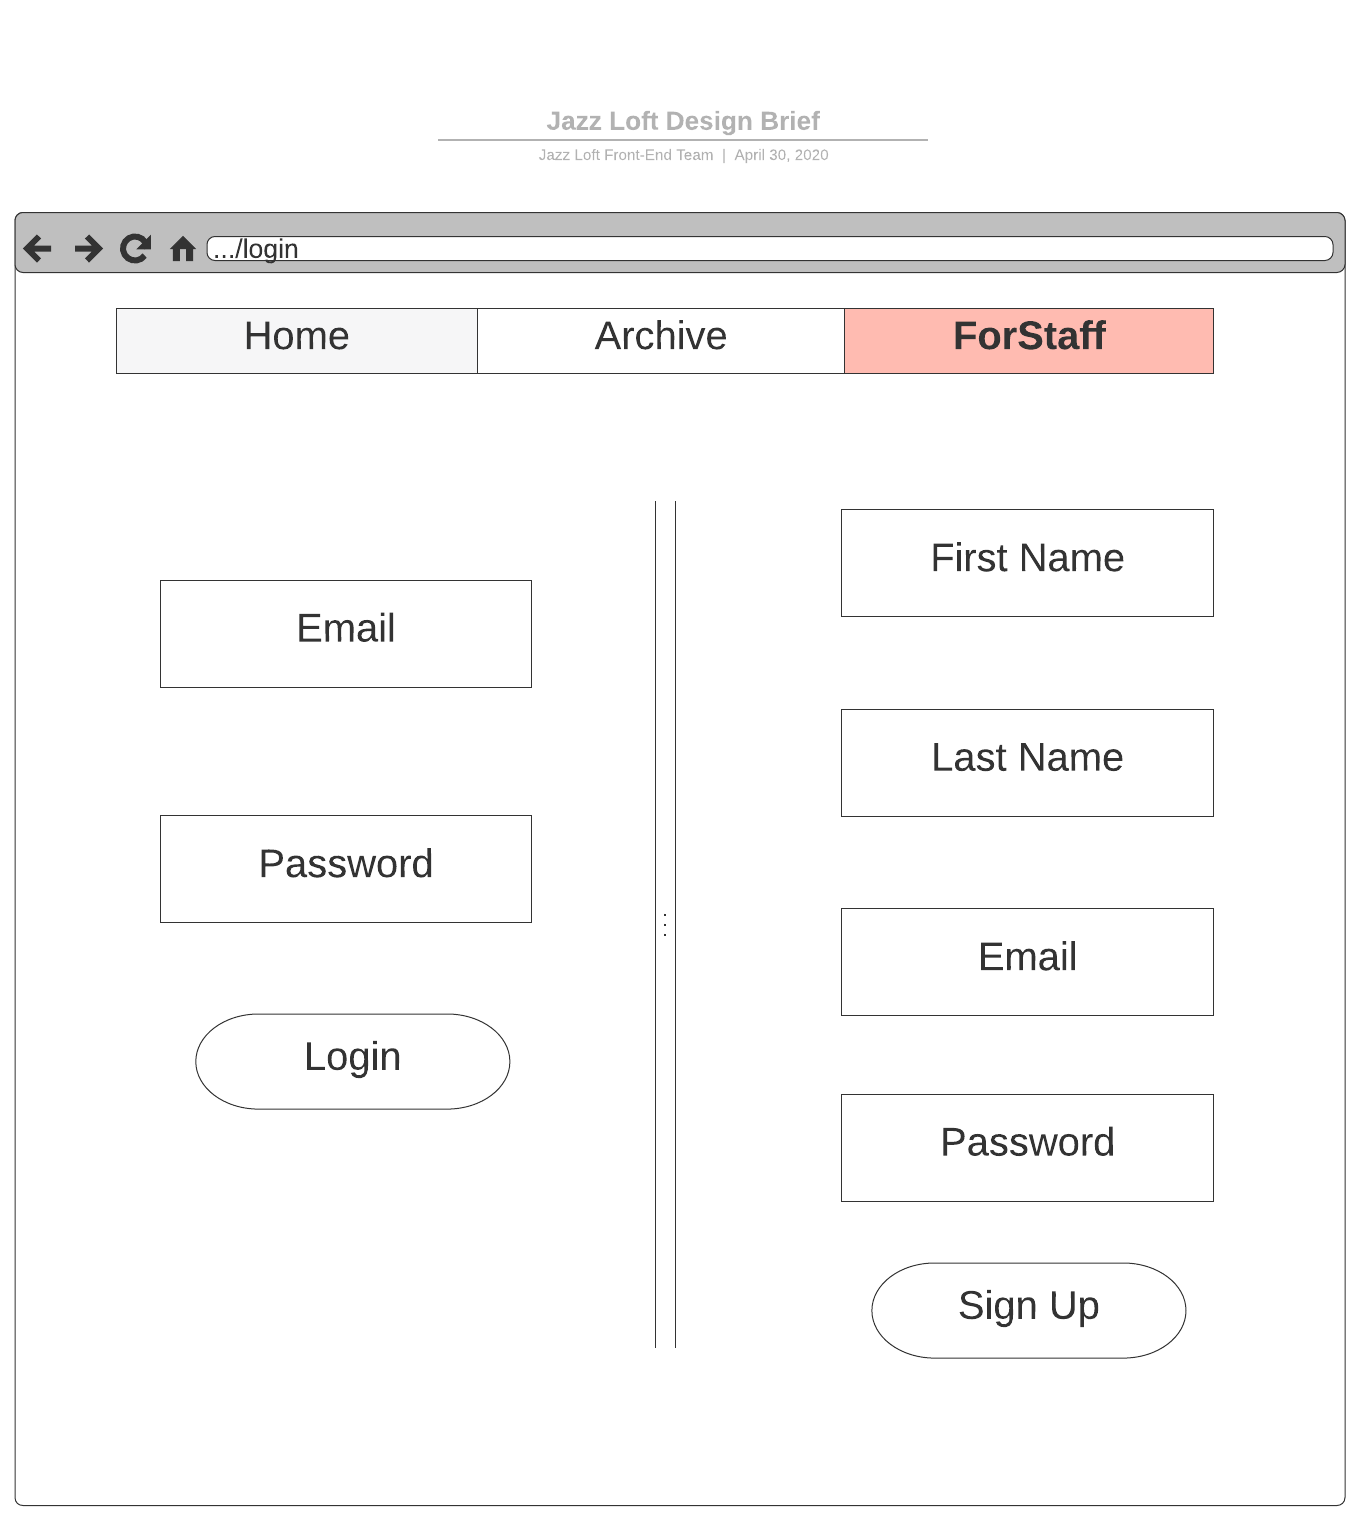 Jazz Loft Design Brief
Jazz Loft Front-End Team | April 30, 2020
.../login
Home Archive ForStaff
Email
Password
Login
First Name
Last Name
Email
Password
Sign Up